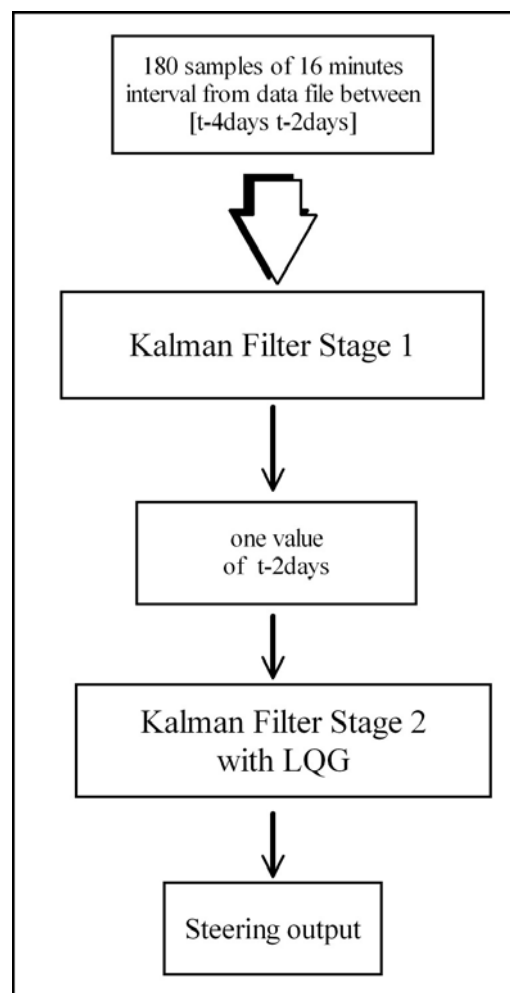 180 samples of 16 minutes
interval from data file between
[t-4days t-2days]
Kalman Filter Stage 1
one value
of t-2days
Kalman Filter Stage 2
with LQG
Steering output